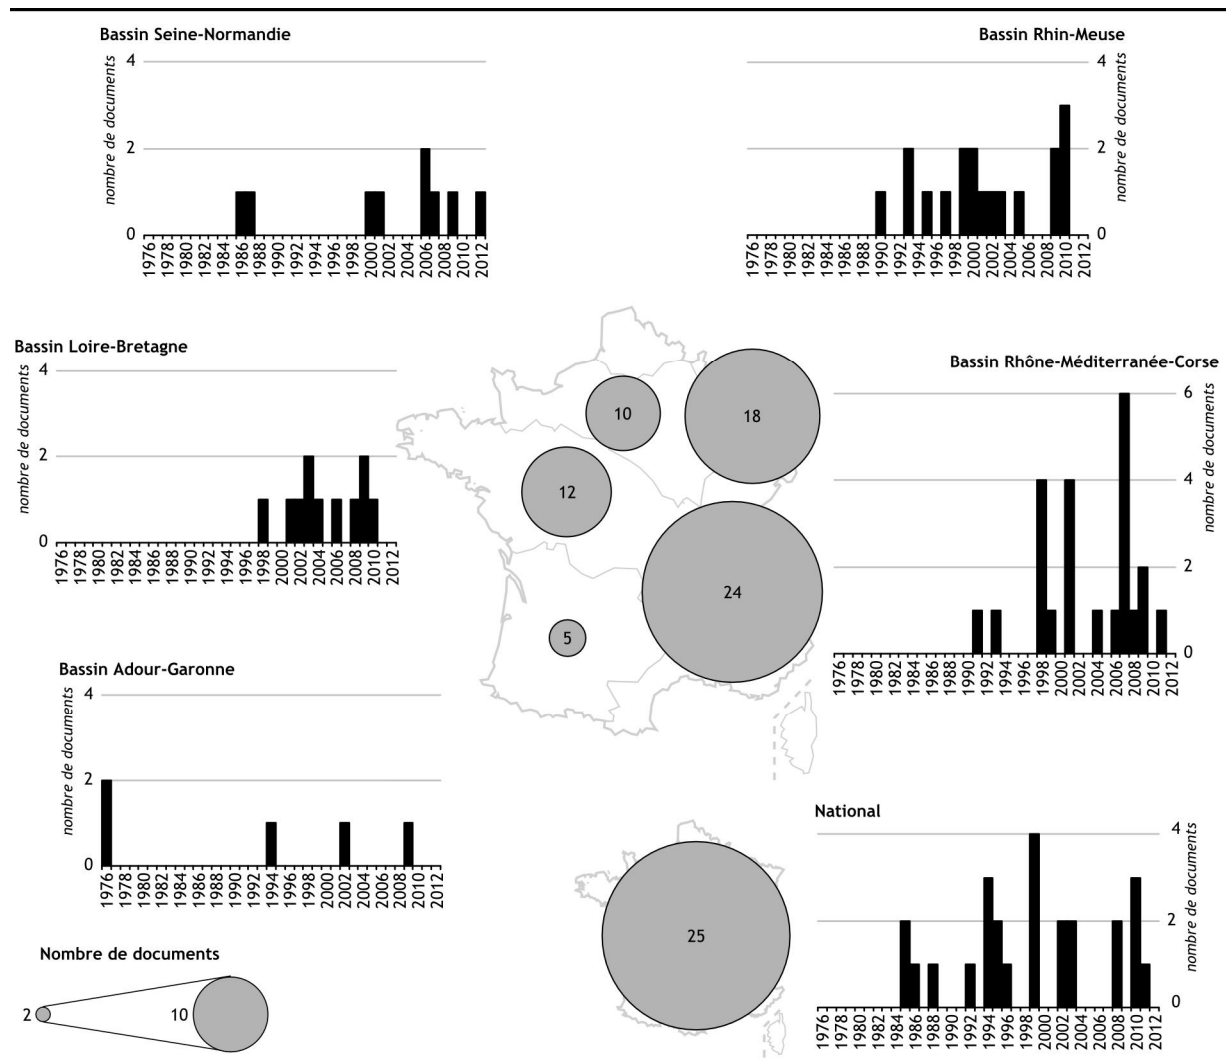 Bassin Seine-Normandie
nombre de documents
4
2
0
1976 1978 1980 1982 1984 1986 1988 1990 1992 1994 1996 1998 2000 2002 2004 2006 2008 2010 2012
Bassin Rhin-Meuse
4
2
0
nombre de documents
1976 1978 1980 1982 1984 1986 1988 1990 1992 1994 1996 1998 2000 2002 2004 2006 2008 2010 2012
Bassin Loire-Bretagne
nombre de documents
4
2
0
1976 1978 1980 1982 1984 1986 1988 1990 1992 1994 1996 1998 2000 2002 2004 2006 2008 2010 2012
10
18
12
24
5
Bassin Rhône-Méditerranée-Corse
6
4
2
0
nombre de documents
1976 1978 1980 1982 1984 1986 1988 1990 1992 1994 1996 1998 2000 2002 2004 2006 2008 2010 2012
Bassin Adour-Garonne
nombre de documents
4
2
0
1976 1978 1980 1982 1984 1986 1988 1990 1992 1994 1996 1998 2000 2002 2004 2006 2008 2010 2012
National
4
2
0
nombre de documents
1976 1978 1980 1982 1984 1986 1988 1990 1992 1994 1996 1998 2000 2002 2004 2006 2008 2010 2012
25
Nombre de documents
2
10